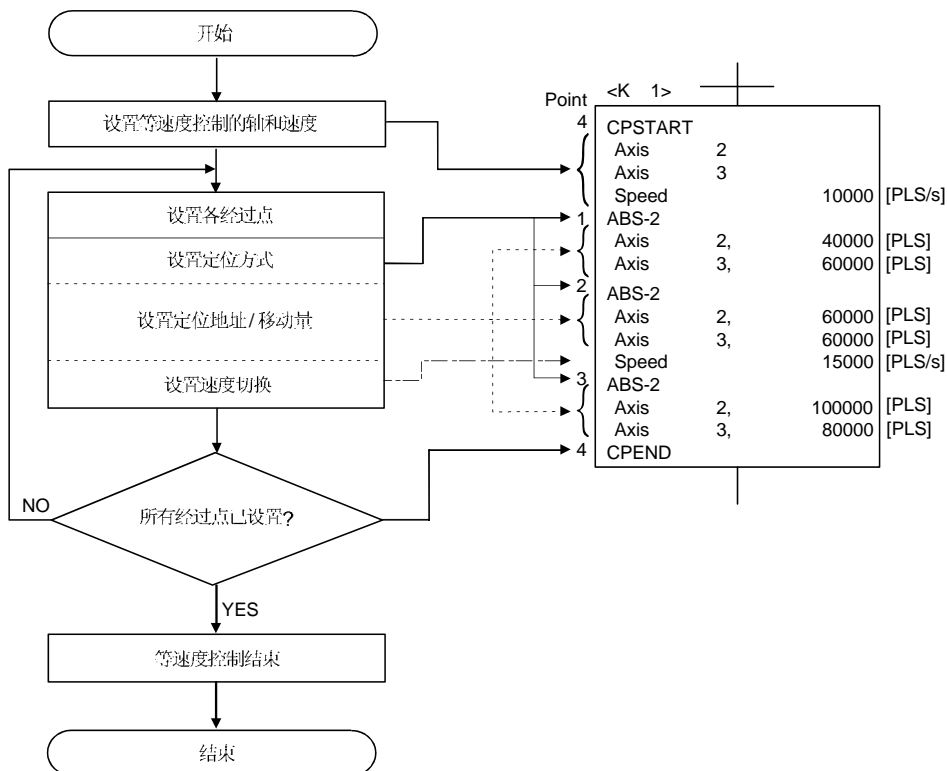 开始
设置等速度控制的轴和速度
设置各经过点
设置定位方式
设置定位地址/移动量
设置速度切换
所有经过点已设置?
NO
YES
等速度控制结束
结束
<K 1>
Point
4 CPSTART
Axis 2
Axis 3
Speed 10000 [PLS/s]
1 ABS-2
Axis 2, 40000 [PLS]
Axis 3, 60000 [PLS]
2 ABS-2
Axis 2, 60000 [PLS]
Axis 3, 60000 [PLS]
Speed 15000 [PLS/s]
3 ABS-2
Axis 2, 100000 [PLS]
Axis 3, 80000 [PLS]
4 CPEND